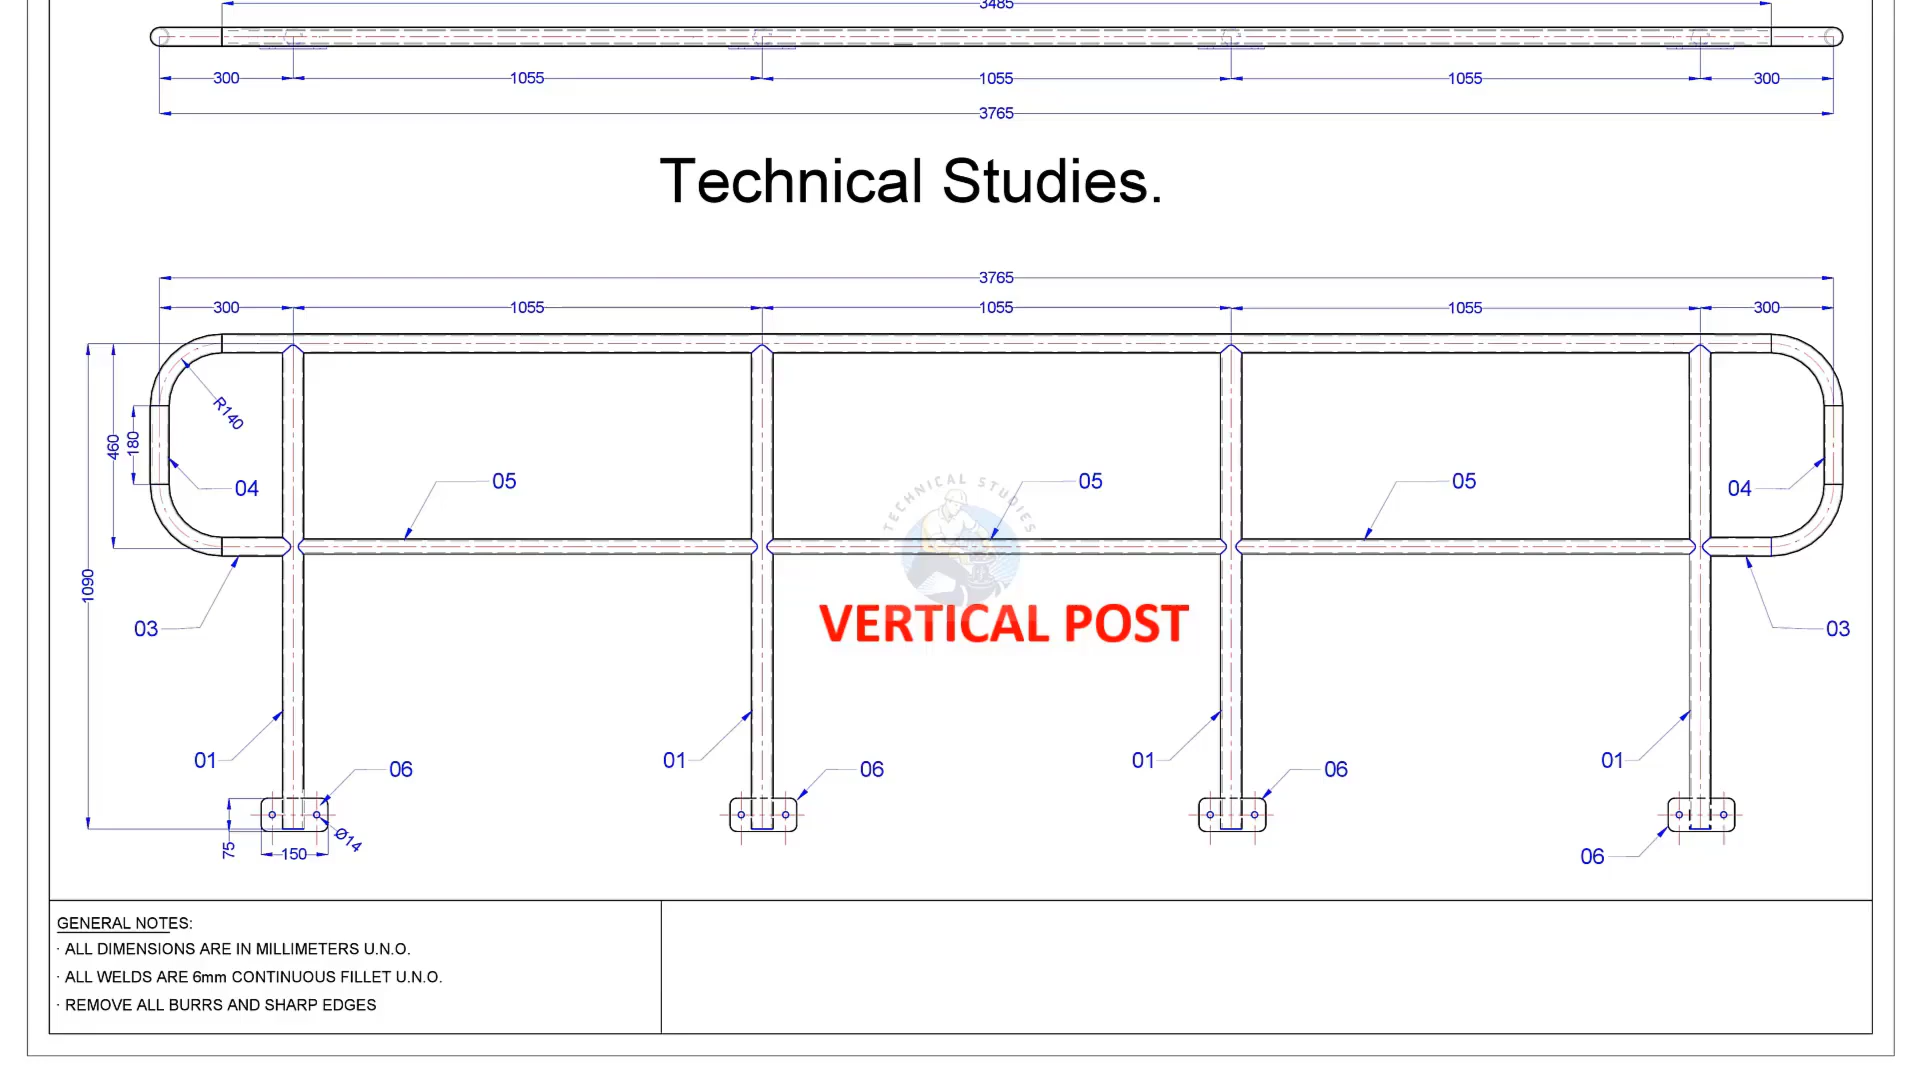 3485
300 1055 1055 1055 300
3765
Technical Studies.
3765
300 1055 1055 1055 300
R140
460
180
04 05 05 05 04
TECHNICAL STUDIES
1090
03 VERTICAL POST 03
01 06 01 06 01 06 01
75 150 Ø14 06
GENERAL NOTES:
· ALL DIMENSIONS ARE IN MILLIMETERS U.N.O.
· ALL WELDS ARE 6mm CONTINUOUS FILLET U.N.O.
· REMOVE ALL BURRS AND SHARP EDGES